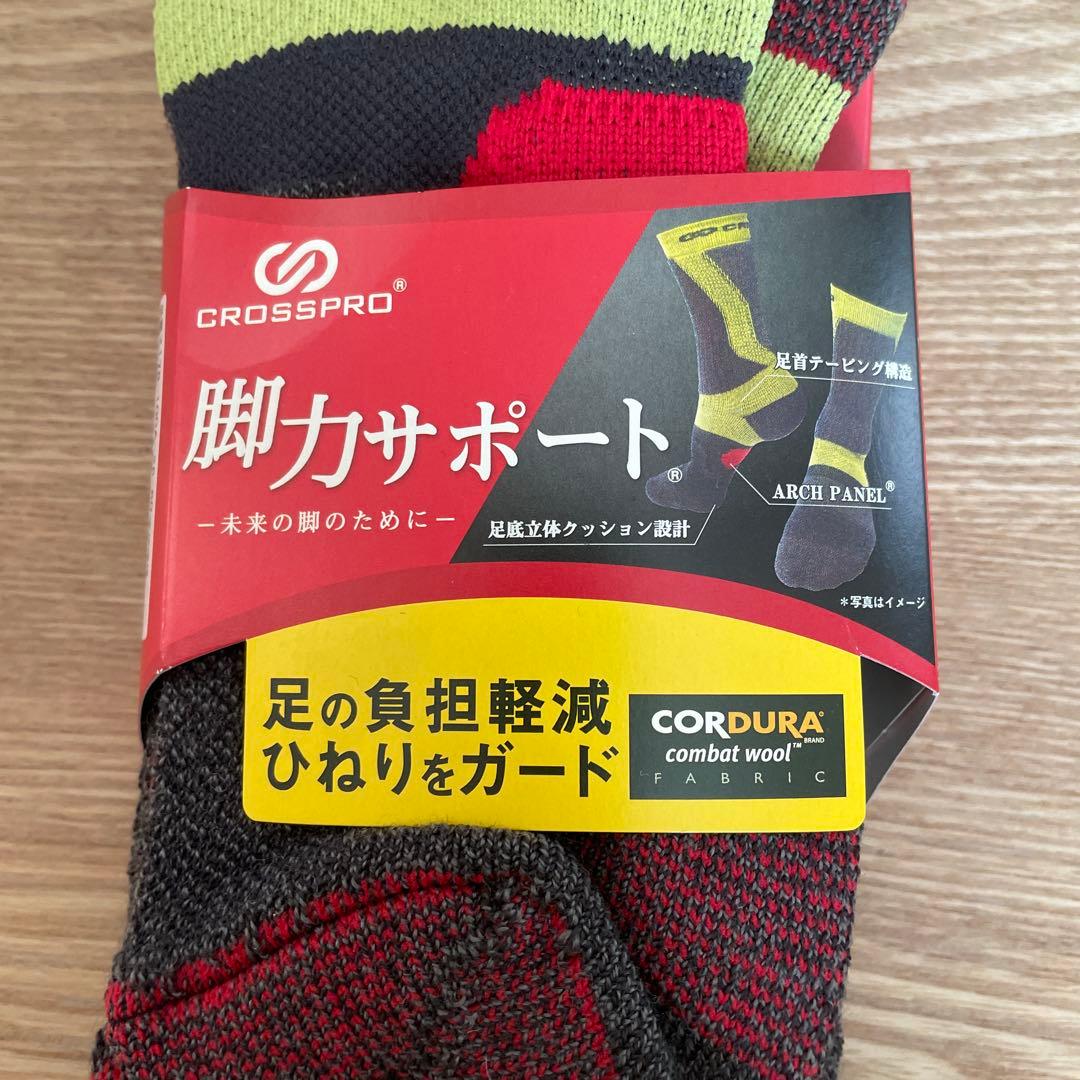 CROSSPRO®
脚力サポート®
－未来の脚のために－
足首テーピング構造
ARCH PANEL®
足底立体クッション設計
＊写真はイメージ
足の負担軽減
ひねりをガード
CORDURA®
BRAND
combat wool™
FABRIC